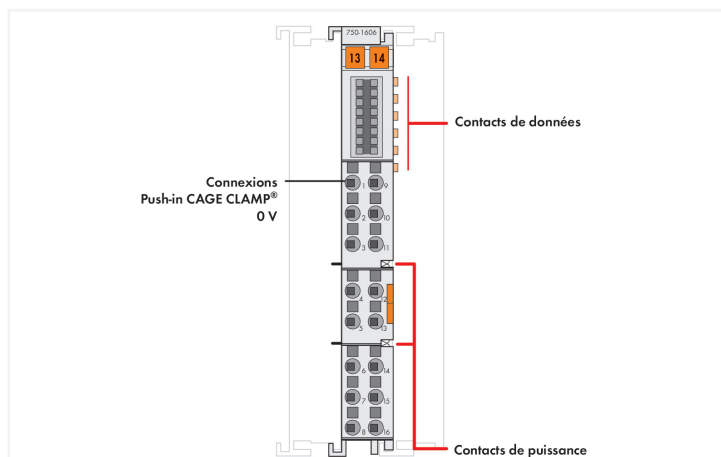 750-1606
13 14
Contacts de données
Connexions
Push-in CAGE CLAMP®
0 V
1 9
2 10
3 11
4 12
5 13
6 14
7 15
8 16
Contacts de puissance